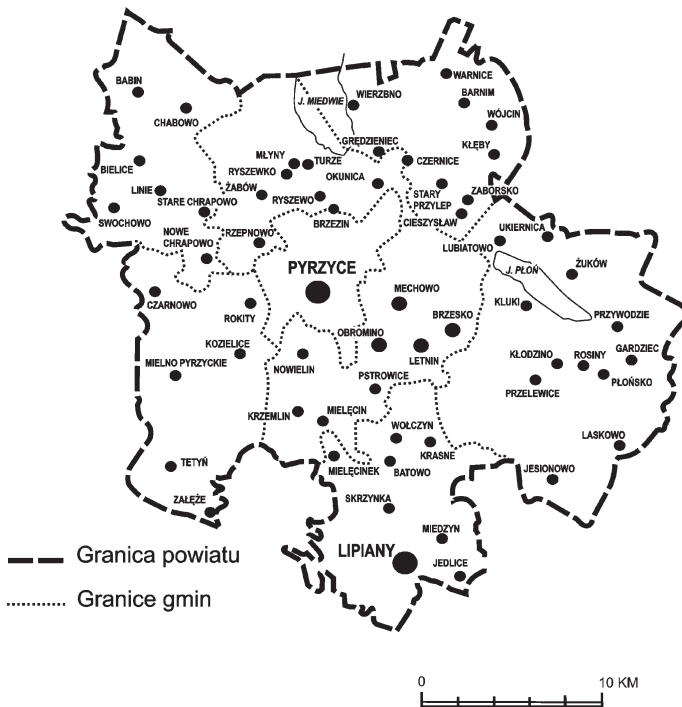 WARNICE
BABIN
J. MIEDWIE
WIERZBNO
BARNIM
CHABOWO
WÓJCIN
GRĘDZIENIEC
KŁĘBY
MŁYNY
TURZE
CZERNICE
BIELICE
RYSZEWKO
OKUNICA
LINIE
ŻABÓW
RYSZEWO
STARY
PRZYLEP
ZABORSKO
STARE CHRAPOWO
SWOCHOWO
BRZEZIN
CIESZYSŁAW
UKIERNICA
NOWE
CHRAPOWO
RZEPNOWO
LUBIATOWO
PYRZYCE
J. PŁOŃ
ŻUKÓW
MECHOWO
CZARNOWO
ROKITY
KLUKI
BRZESKO
PRZYWODZIE
OBROMINO
KOZIELICE
LETNIN
KŁODZINO
ROSINY
GARDZIEC
MIELNO PYRZYCKIE
NOWIELIN
PŁOŃSKO
PSTROWICE
PRZELEWICE
KRZEMLIN
MIELĘCIN
WOŁCZYN
LASKOWO
KRASNE
TETYŃ
MIELĘCINEK
BATOWO
JESIONOWO
ZAŁĘŻE
SKRZYNKA
MIEDZYN
LIPIANY
JEDLICE
Granica powiatu
Granice gmin
0 10 KM